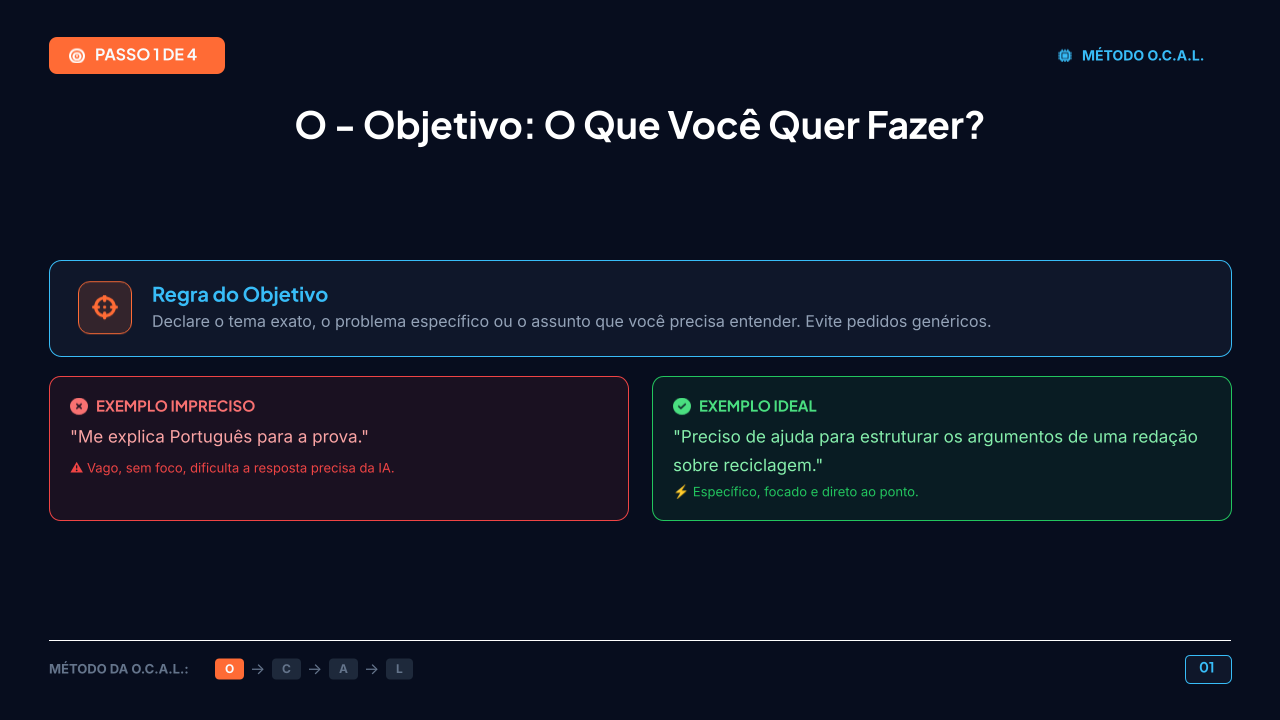 PASSO 1 DE 4
MÉTODO O.C.A.L.
O - Objetivo: O Que Você Quer Fazer?
Regra do Objetivo
Declare o tema exato, o problema específico ou o assunto que você precisa entender. Evite pedidos genéricos.
EXEMPLO IMPRECISO
"Me explica Português para a prova."
⚠ Vago, sem foco, dificulta a resposta precisa da IA.
EXEMPLO IDEAL
"Preciso de ajuda para estruturar os argumentos de uma redação
sobre reciclagem."
⚡ Específico, focado e direto ao ponto.
MÉTODO DA O.C.A.L.: O → C → A → L
01